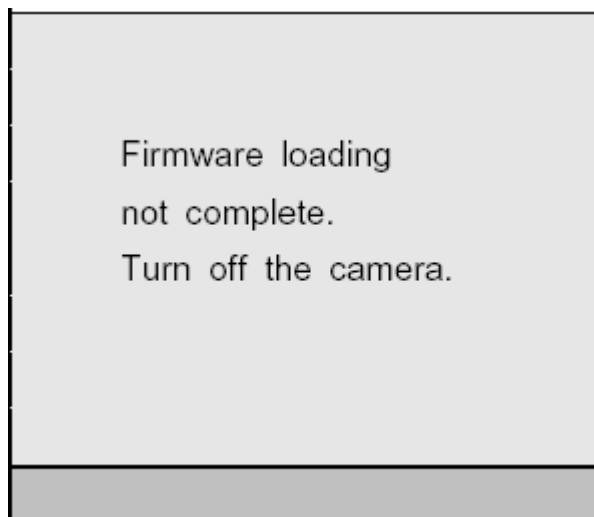 Firmware loading
not complete.
Turn off the camera.